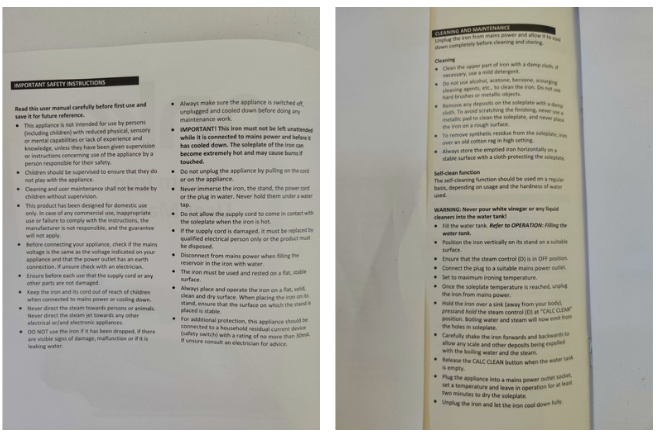 IMPORTANT SAFETY INSTRUCTIONS
Read this user manual carefully before first use and
save it for future reference.
• This appliance is not intended for use by persons
(including children) with reduced physical, sensory
or mental capabilities or lack of experience and
knowledge, unless they have been given supervision
or instructions concerning use of the appliance by a
person responsible for their safety.
• Children should be supervised to ensure that they do
not play with the appliance.
• Cleaning and user maintenance shall not be made by
children without supervision.
• This product has been designed for domestic use
only. In case of any commercial use, inappropriate
use or failure to comply with the instructions, the
manufacturer is not responsible, and the guarantee
will not apply.
• Before connecting your appliance, check if the mains
voltage is the same as the voltage indicated on your
appliance and that the power outlet has an earth
connection. If unsure check with an electrician.
• Ensure before each use that the supply cord or any
other parts are not damaged.
• Keep the iron and its cord out of reach of children
when connected to mains power or cooling down.
• Never direct the steam towards persons or animals.
Never direct the steam jet towards any other
electrical or/and electronic appliances.
• DO NOT use the iron if it has been dropped, if there
are visible signs of damage, malfunction or if it is
leaking water.
• Always make sure the appliance is switched off,
unplugged and cooled down before doing any
maintenance work.
• IMPORTANT! This iron must not be left unattended
while it is connected to mains power and before it
has cooled down. The soleplate of the iron can
become extremely hot and may cause burns if
touched.
• Do not unplug the appliance by pulling on the cord
or on the appliance.
• Never immerse the iron, the stand, the power cord
or the plug in water. Never hold them under a water
tap.
• Do not allow the supply cord to come in contact with
the soleplate when the iron is hot.
• If the supply cord is damaged, it must be replaced by
qualified electrical person only or the product must
be disposed.
• Disconnect from mains power when filling the
reservoir in the iron with water.
• The iron must be used and rested on a flat, stable
surface.
• Always place and operate the iron on a flat, solid,
clean and dry surface. When placing the iron on its
stand, ensure that the surface on which the stand is
placed is stable.
• For additional protection, this appliance should be
connected to a household residual current device
(safety switch) with a rating of no more than 30mA.
If unsure consult an electrician for advice.
CLEANING AND MAINTENANCE
Unplug the iron from mains power and allow it to cool
down completely before cleaning and storing.
Cleaning
• Clean the upper part of iron with a damp cloth, if
necessary, use a mild detergent.
• Do not use alcohol, acetone, benzene, scouring
cleaning agents, etc., to clean the iron. Do not use
hard brushes or metallic objects.
• Remove any deposits on the soleplate with a damp
cloth. To avoid scratching the finishing, never use a
metallic pad to clean the soleplate, and never place
the iron on a rough surface.
• To remove synthetic residue from the soleplate, iron
over an old cotton rag in high setting.
• Always store the emptied iron horizontally on a
stable surface with a cloth protecting the soleplate.
Self-clean function
The self-cleaning function should be used on a regular
basis, depending on usage and the hardness of water
used.
WARNING: Never pour white vinegar or any liquid
cleansers into the water tank!
• Fill the water tank. Refer to OPERATION: Filling the
water tank.
• Position the iron vertically on its stand on a suitable
surface.
• Ensure that the steam control (D) is in OFF position.
• Connect the plug to a suitable mains power outlet.
• Set to maximum ironing temperature.
• Once the soleplate temperature is reached, unplug
the iron from mains power.
• Hold the iron over a sink (away from your body),
press and hold the steam control (D) at "CALC CLEAN"
position. Boiling water and steam will now emit from
the holes in soleplate.
• Carefully shake the iron forwards and backwards to
allow any scale and other deposits being expelled
with the boiling water and the steam.
• Release the CALC CLEAN button when the water tank
is empty.
• Plug the appliance into a mains power outlet socket,
set a temperature and leave in operation for at least
two minutes to dry the soleplate.
• Unplug the iron and let the iron cool down fully.